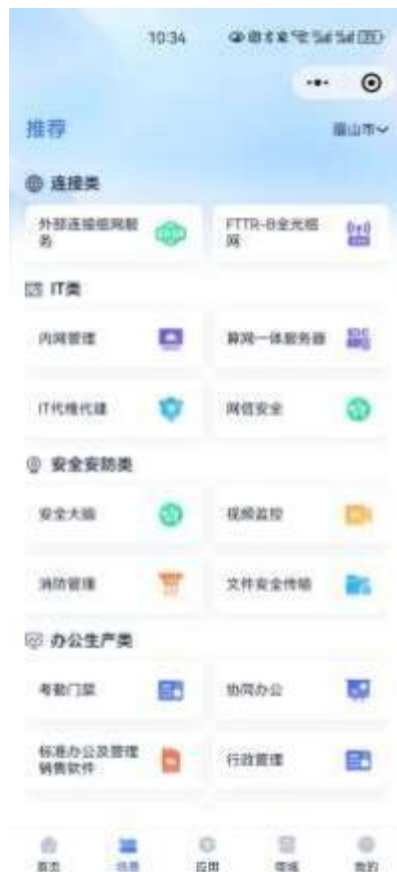 10:34
推荐
眉山市
连接类
外部连接组网服
务
FTTR-B全光组
网
IT类
内网管理
算网一体服务器
IT代维代建
网信安全
安全安防类
安全大脑
视频监控
消防管理
文件安全传输
办公生产类
考勤门禁
协同办公
标准办公及管理
销售软件
行政管理
首页
场景
应用
商城
我的